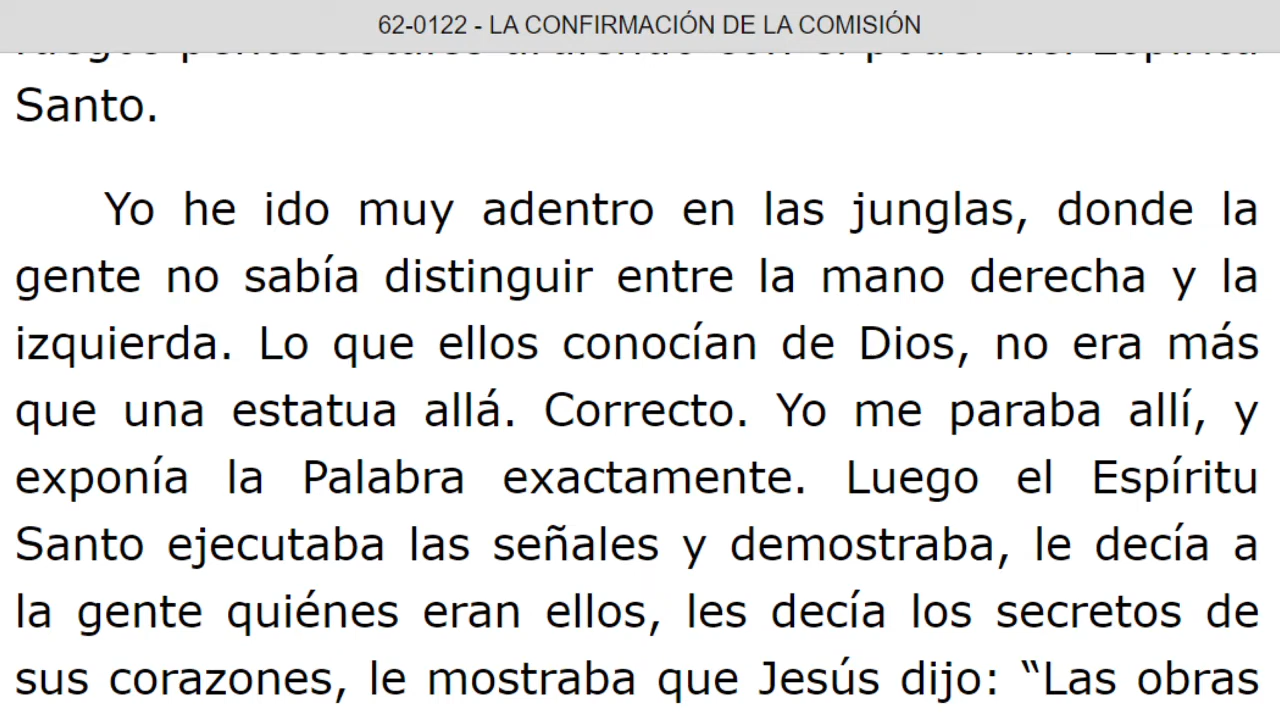 62-0122 - LA CONFIRMACIÓN DE LA COMISIÓN
Santo.
Yo he ido muy adentro en las junglas, donde la
gente no sabía distinguir entre la mano derecha y la
izquierda. Lo que ellos conocían de Dios, no era más
que una estatua allá. Correcto. Yo me paraba allí, y
exponía la Palabra exactamente. Luego el Espíritu
Santo ejecutaba las señales y demostraba, le decía a
la gente quiénes eran ellos, les decía los secretos de
sus corazones, le mostraba que Jesús dijo: “Las obras